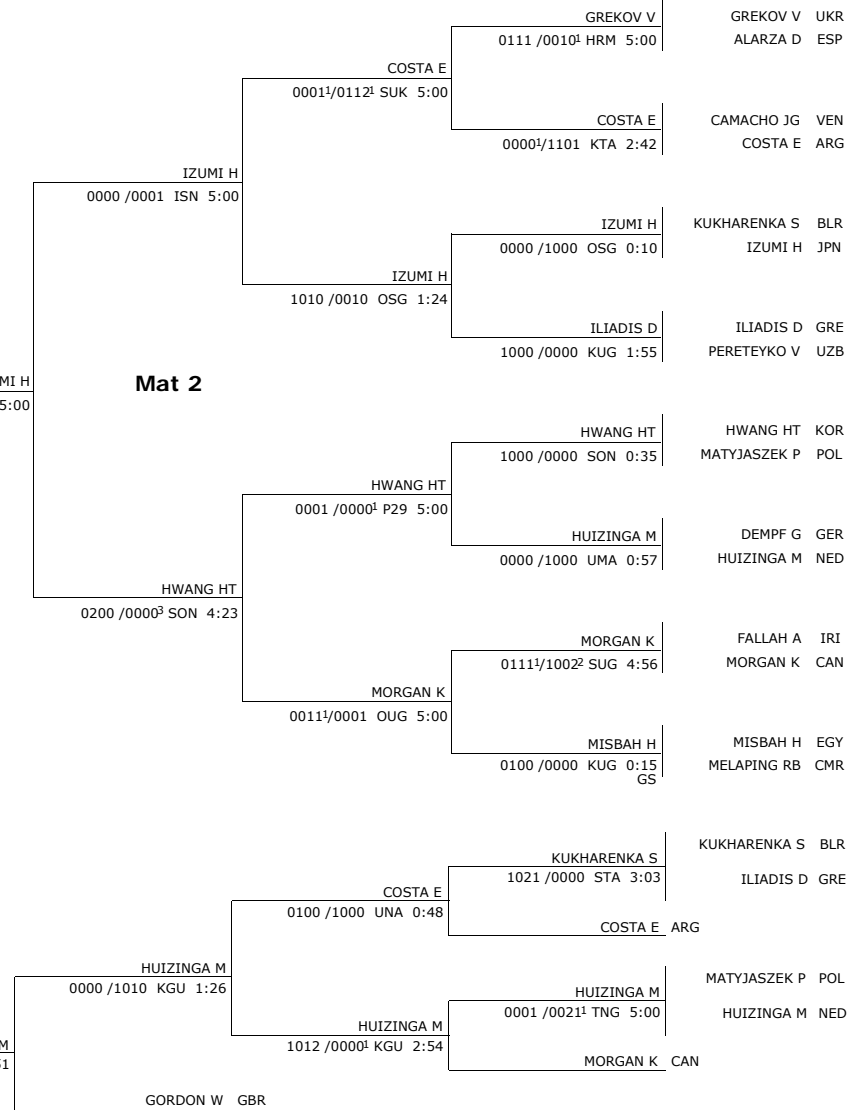 GREKOV V GREKOV V UKR
0111 /0010¹ HRM 5:00 ALARZA D ESP
COSTA E
0001¹/0112¹ SUK 5:00
COSTA E CAMACHO JG VEN
0000¹/1101 KTA 2:42 COSTA E ARG
IZUMI H
0000 /0001 ISN 5:00
IZUMI H KUKHARENKA S BLR
0000 /1000 OSG 0:10 IZUMI H JPN
IZUMI H
1010 /0010 OSG 1:24
ILIADIS D ILIADIS D GRE
1000 /0000 KUG 1:55 PERETEYKO V UZB
MI H Mat 2
5:00
HWANG HT HWANG HT KOR
1000 /0000 SON 0:35 MATYJASZEK P POL
HWANG HT
0001 /0000¹ P29 5:00
HUIZINGA M DEMPF G GER
0000 /1000 UMA 0:57 HUIZINGA M NED
HWANG HT
0200 /0000³ SON 4:23
MORGAN K FALLAH A IRI
0111¹/1002² SUG 4:56 MORGAN K CAN
MORGAN K
0011¹/0001 OUG 5:00
MISBAH H MISBAH H EGY
0100 /0000 KUG 0:15 MELAPING RB CMR
GS
KUKHARENKA S BLR
KUKHARENKA S
1021 /0000 STA 3:03 ILIADIS D GRE
COSTA E
0100 /1000 UNA 0:48
COSTA E ARG
HUIZINGA M MATYJASZEK P POL
0000 /1010 KGU 1:26
HUIZINGA M
0001 /0021¹ TNG 5:00 HUIZINGA M NED
HUIZINGA M
1012 /0000¹ KGU 2:54
M
51 MORGAN K CAN
GORDON W GBR